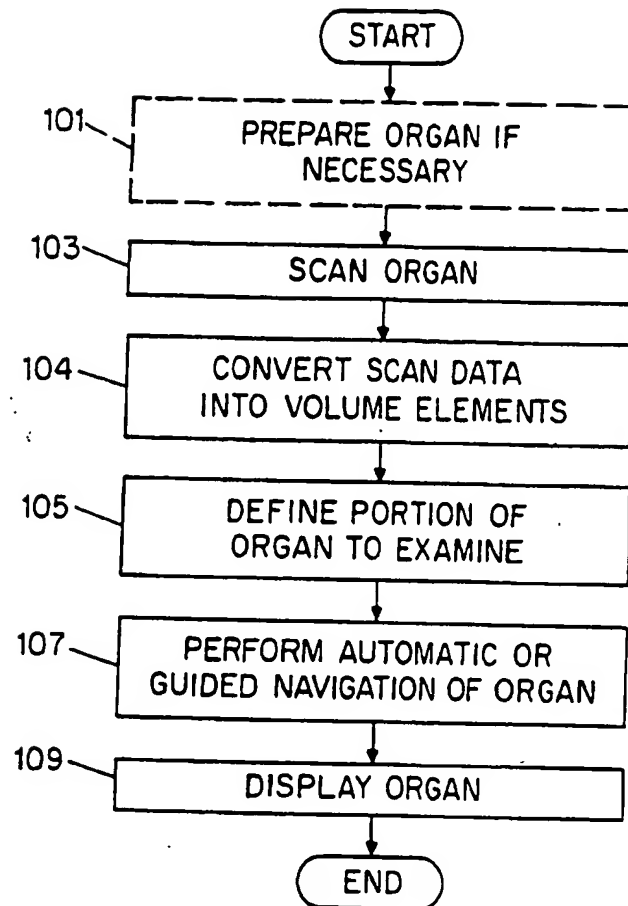 START
101
PREPARE ORGAN IF
NECESSARY
103
SCAN ORGAN
104
CONVERT SCAN DATA
INTO VOLUME ELEMENTS
105
DEFINE PORTION OF
ORGAN TO EXAMINE
107
PERFORM AUTOMATIC OR
GUIDED NAVIGATION OF ORGAN
109
DISPLAY ORGAN
END